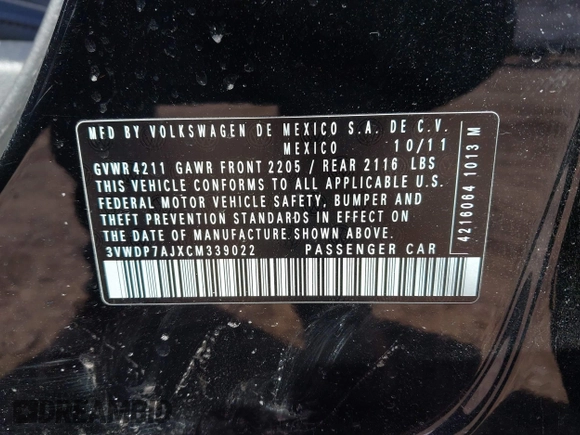 MFD BY VOLKSWAGEN DE MEXICO S.A. DE C.V.
MEXICO 10/11
GVWR 4211 GAWR FRONT 2205 / REAR 2116 LBS
THIS VEHICLE CONFORMS TO ALL APPLICABLE U.S.
FEDERAL MOTOR VEHICLE SAFETY, BUMPER AND
THEFT PREVENTION STANDARDS IN EFFECT ON
THE DATE OF MANUFACTURE SHOWN ABOVE.
3VWDP7AJXCM339022 PASSENGER CAR
4216064 1013 M
DREAMBID